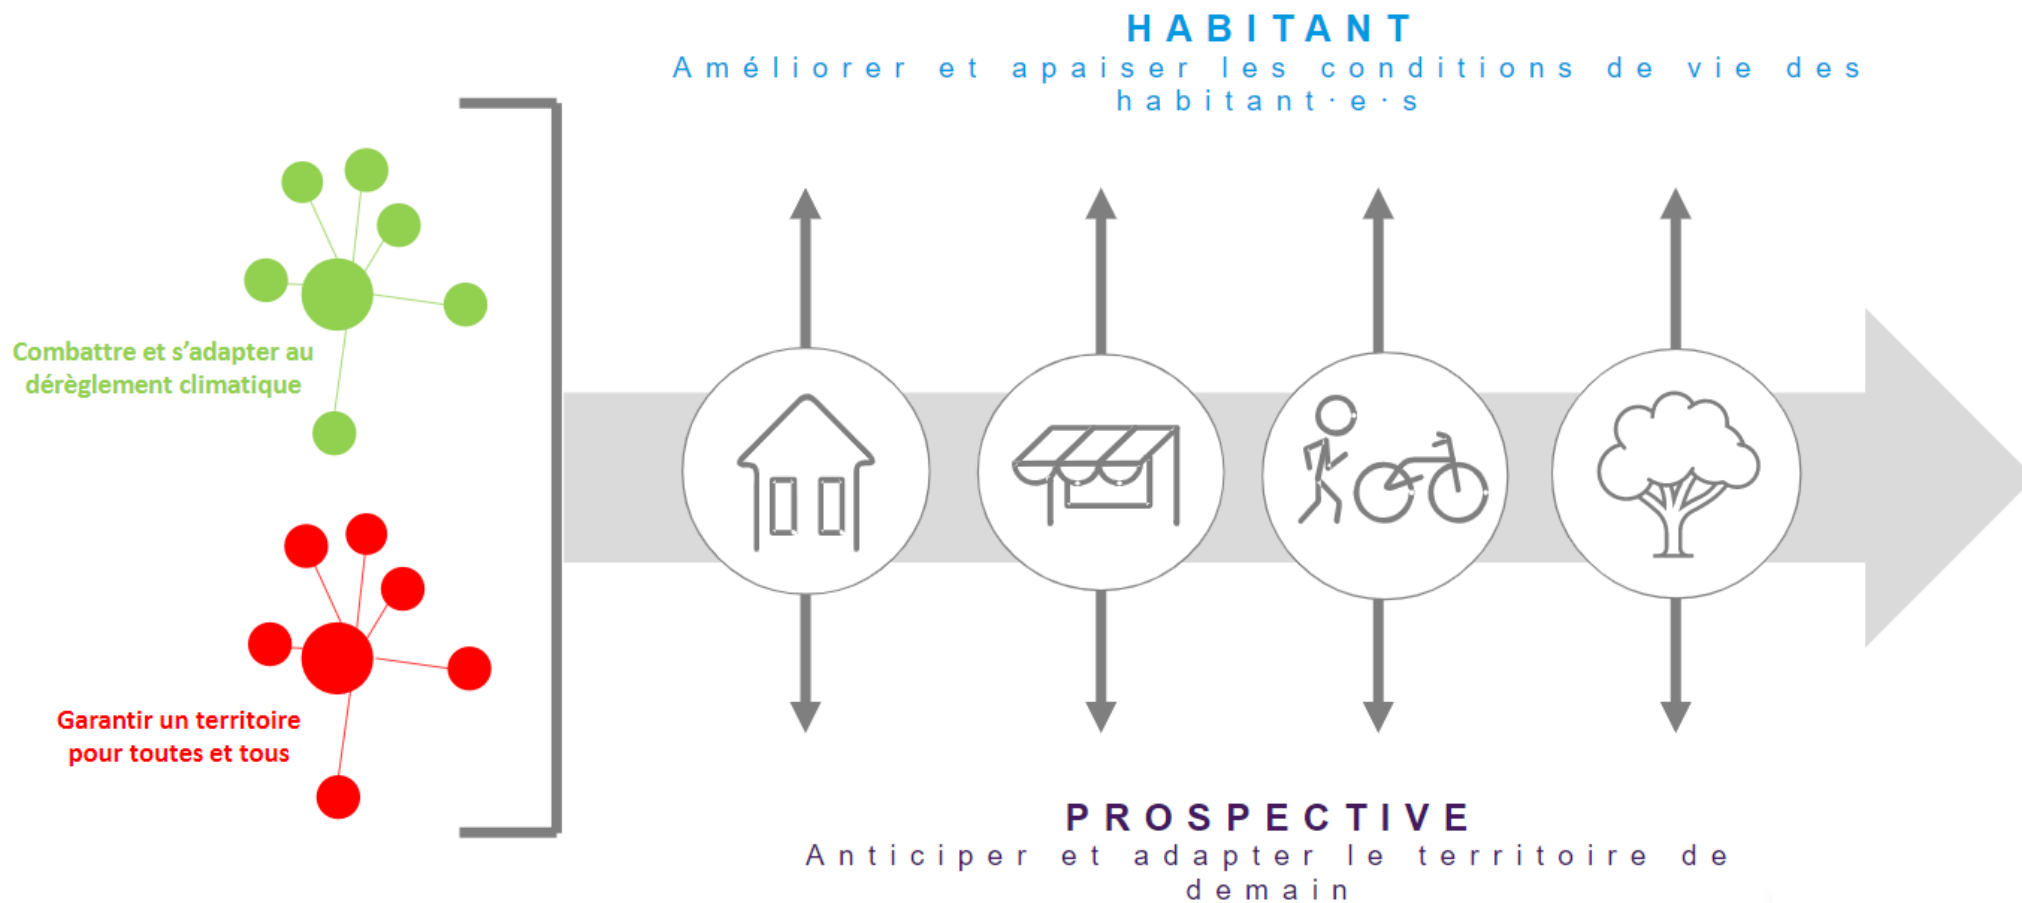 HABITANT
Améliorer et apaiser les conditions de vie des
habitant·e·s
Combattre et s’adapter au
dérèglement climatique
Garantir un territoire
pour toutes et tous
PROSPECTIVE
Anticiper et adapter le territoire de
demain